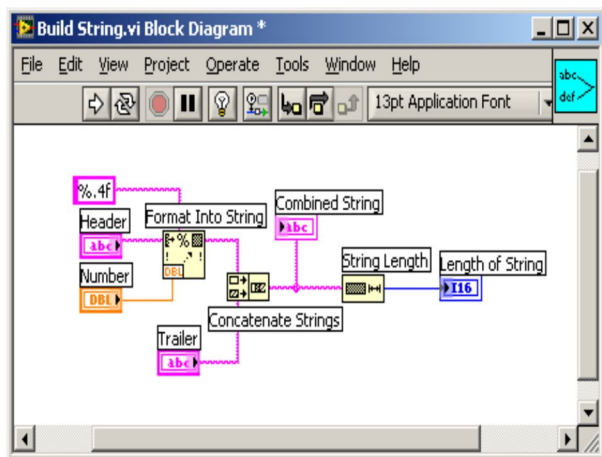 Build String.vi Block Diagram *
File Edit View Project Operate Tools Window Help
13pt Application Font
abc
def
%.4f
Header
Format Into String
Combined String
abc
abc
%
Number
String Length
Length of String
DBL
DBL
I16
Concatenate Strings
Trailer
abc